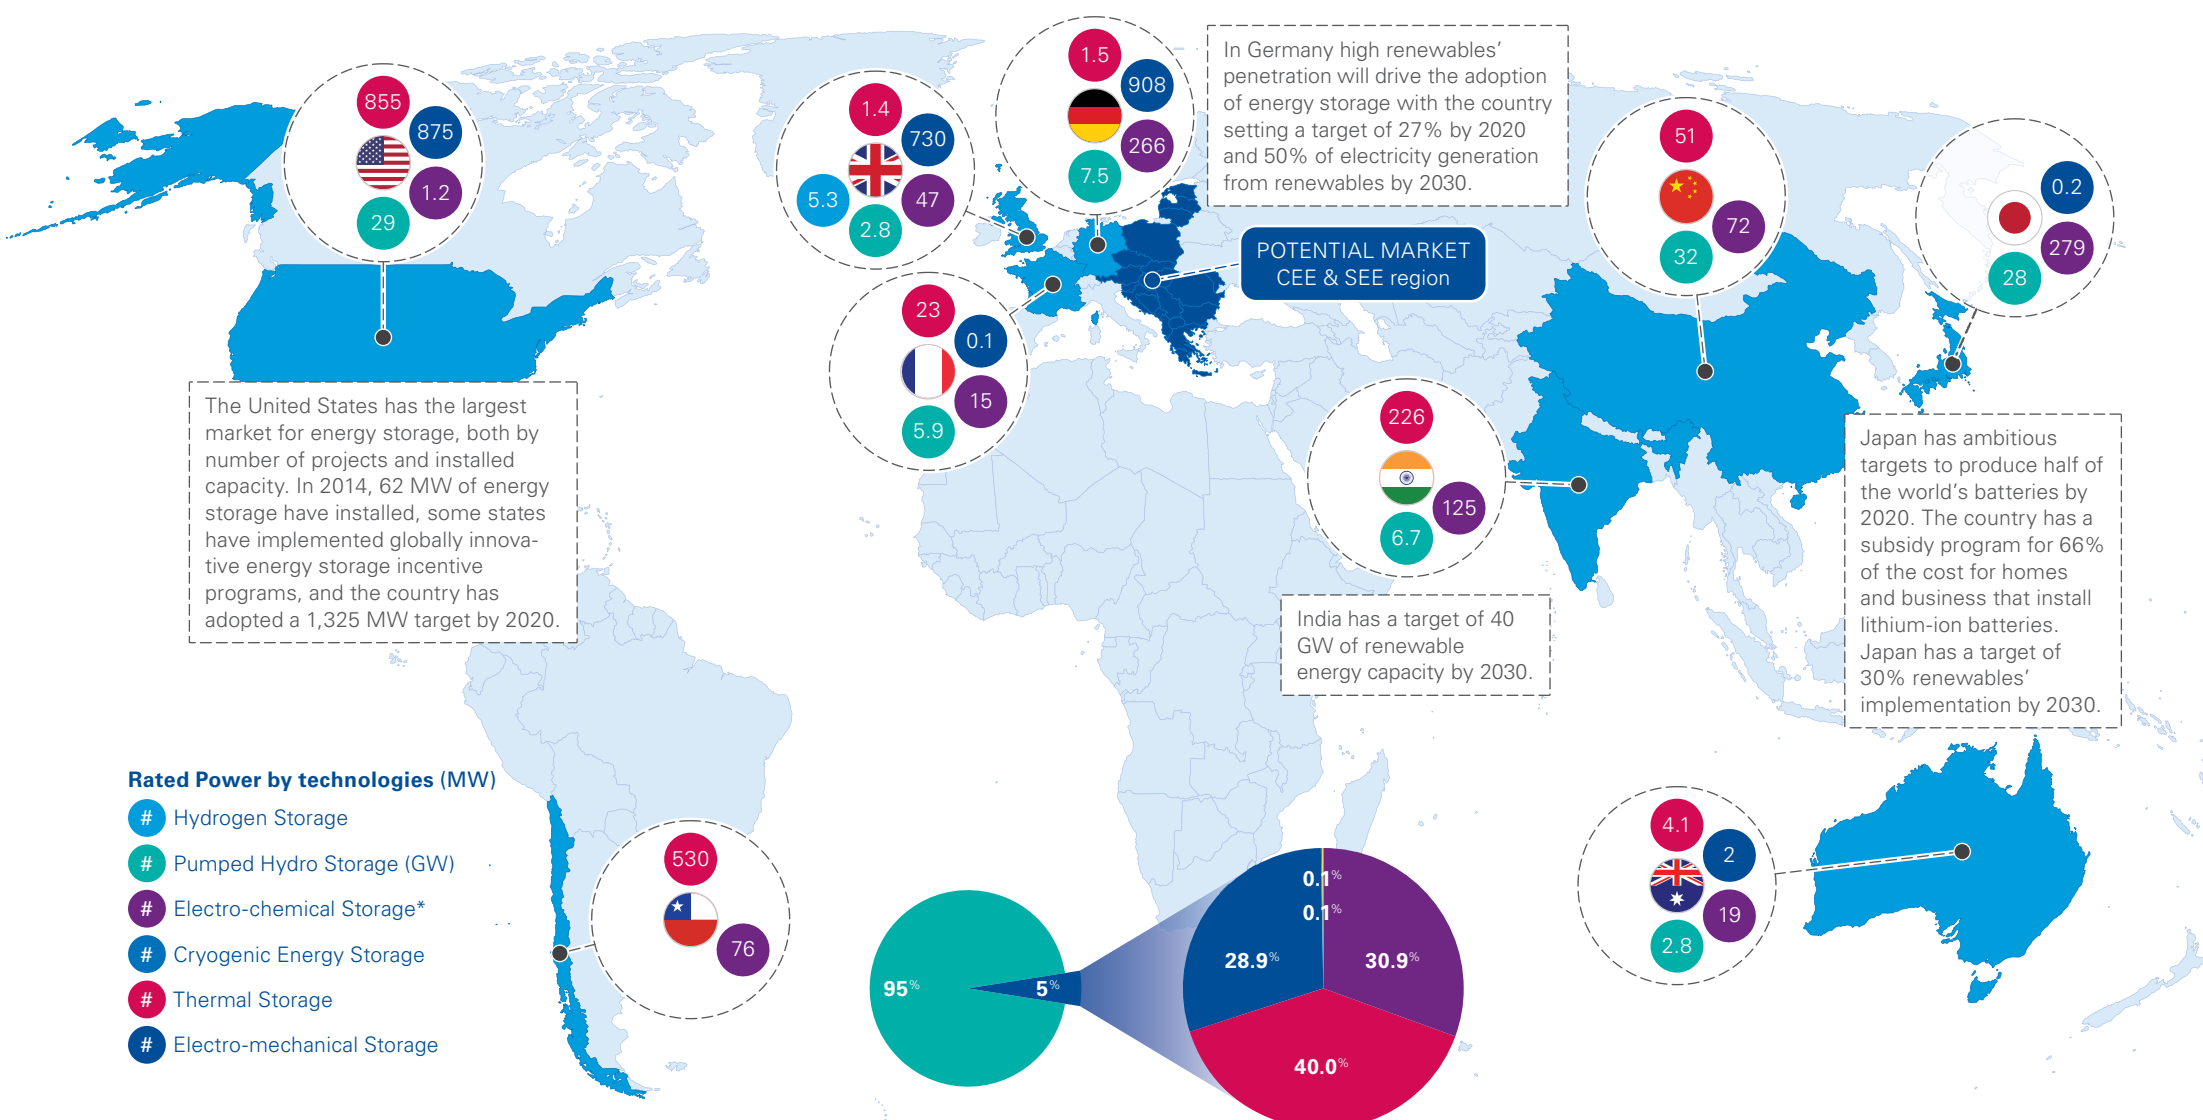 855
875
1.2
29
1.4
730
5.3
47
2.8
1.5
908
266
7.5
In Germany high renewables’
penetration will drive the adoption
of energy storage with the country
setting a target of 27% by 2020
and 50% of electricity generation
from renewables by 2030.
51
72
32
0.2
279
28
POTENTIAL MARKET
CEE & SEE region
23
0.1
15
5.9
The United States has the largest
market for energy storage, both by
number of projects and installed
capacity. In 2014, 62 MW of energy
storage have installed, some states
have implemented globally innova-
tive energy storage incentive
programs, and the country has
adopted a 1,325 MW target by 2020.
226
125
6.7
India has a target of 40
GW of renewable
energy capacity by 2030.
Japan has ambitious
targets to produce half of
the world’s batteries by
2020. The country has a
subsidy program for 66%
of the cost for homes
and business that install
lithium-ion batteries.
Japan has a target of
30% renewables’
implementation by 2030.
Rated Power by technologies (MW)
# Hydrogen Storage
# Pumped Hydro Storage (GW)
# Electro-chemical Storage*
# Cryogenic Energy Storage
# Thermal Storage
# Electro-mechanical Storage
530
76
95%
5%
0.1%
0.1%
28.9%
30.9%
40.0%
4.1
2
19
2.8